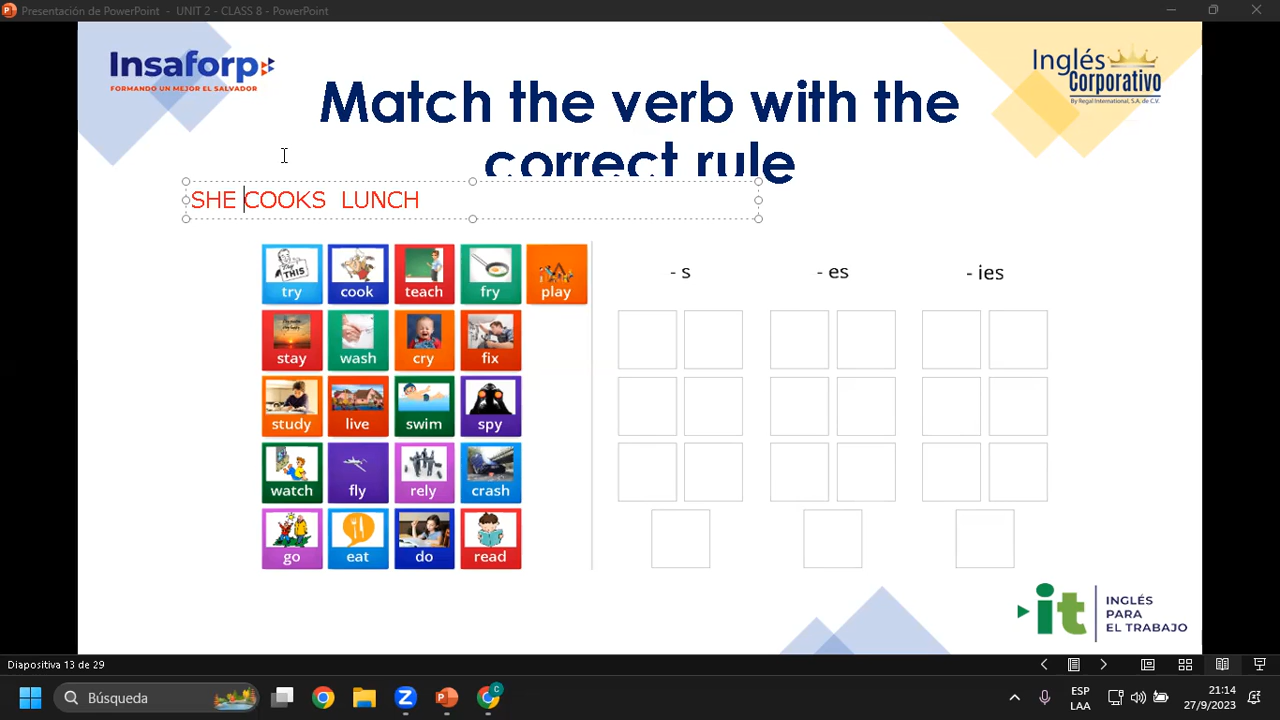 Presentación de PowerPoint - UNIT 2 - CLASS 8 - PowerPoint
Insaforp
FORMANDO UN MEJOR EL SALVADOR
Inglés
Corporativo
By Regal International, S.A. de C.V.
Match the verb with the
correct rule
SHE COOKS LUNCH
- s - es - ies
try cook teach fry play
stay wash cry fix
study live swim spy
watch fly rely crash
go eat do read
it
INGLÉS
PARA
EL TRABAJO
Diapositiva 13 de 29
Búsqueda
ESP
LAA
21:14
27/9/2023